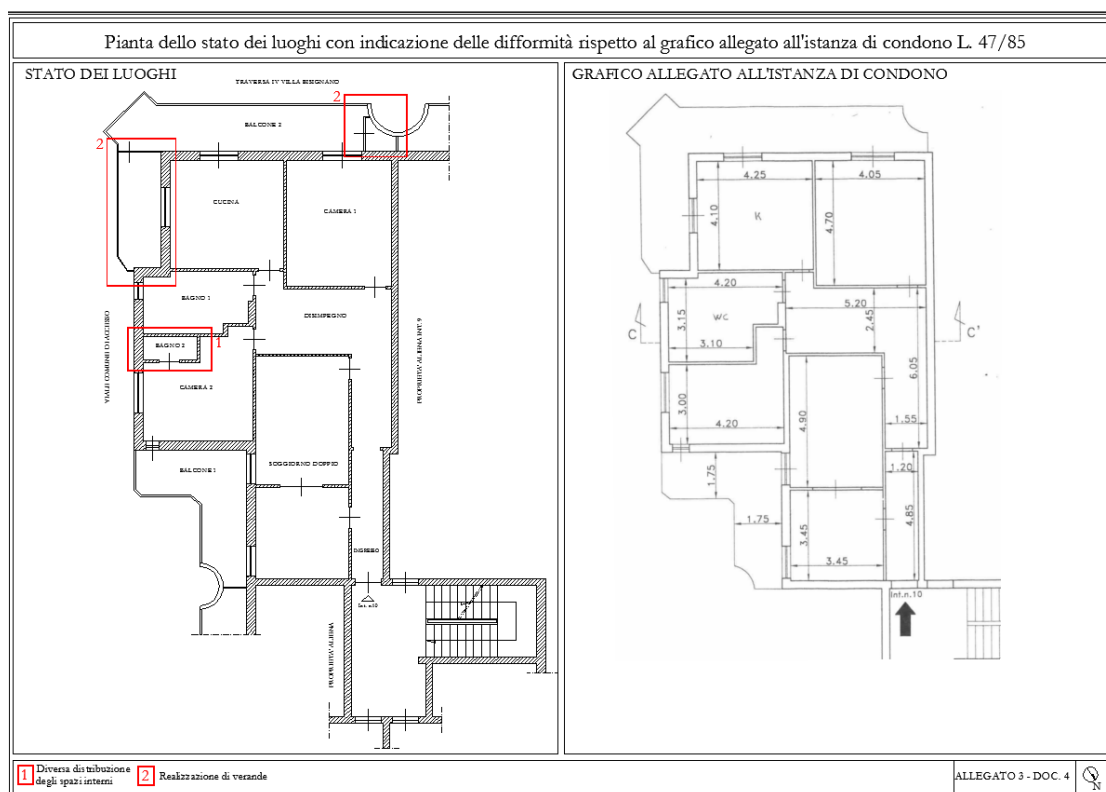 Pianta dello stato dei luoghi con indicazione delle difformità rispetto al grafico allegato all'istanza di condono L. 47/85
STATO DEI LUOGHI
TRAVERSA IV VILLA BISIGNANO
2
BALCONE 2
2
CUCINA
CAMERA 1
BAGNO 1
DISIMPEGNO
BAGNO 2
1
CAMERA 2
PROPRIETA' ALIENA INT. 9
BALCONE 1
SOGGIORNO DOPPIO
INGRESSO
Int. n.10
PROPRIETA' ALIENA
GRAFICO ALLEGATO ALL'ISTANZA DI CONDONO
4.25
4.05
4.10
K
4.70
4.20
5.20
3.15
WC
2.45
C
C'
3.10
6.05
3.00
4.20
4.90
1.55
1.75
1.20
1.75
3.45
4.85
3.45
Int.n.10
1 Diversa distribuzione
degli spazi interni
2 Realizzazione di verande
ALLEGATO 3 - DOC. 4
N